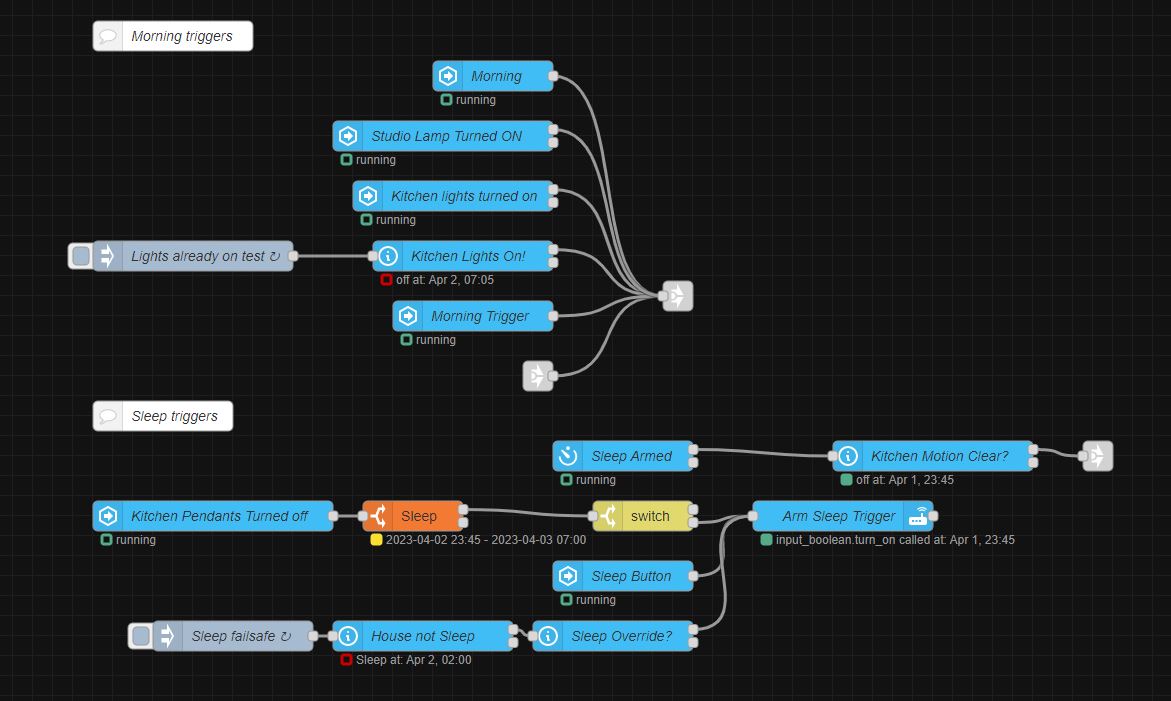 Morning triggers
Morning
running
Studio Lamp Turned ON
running
Kitchen lights turned on
running
Lights already on test ↻
Kitchen Lights On!
off at: Apr 2, 07:05
Morning Trigger
running
Sleep triggers
Sleep Armed
running
Kitchen Motion Clear?
off at: Apr 1, 23:45
Kitchen Pendants Turned off
running
Sleep
2023-04-02 23:45 - 2023-04-03 07:00
switch
Arm Sleep Trigger
input_boolean.turn_on called at: Apr 1, 23:45
Sleep Button
running
Sleep failsafe ↻
House not Sleep
Sleep at: Apr 2, 02:00
Sleep Override?